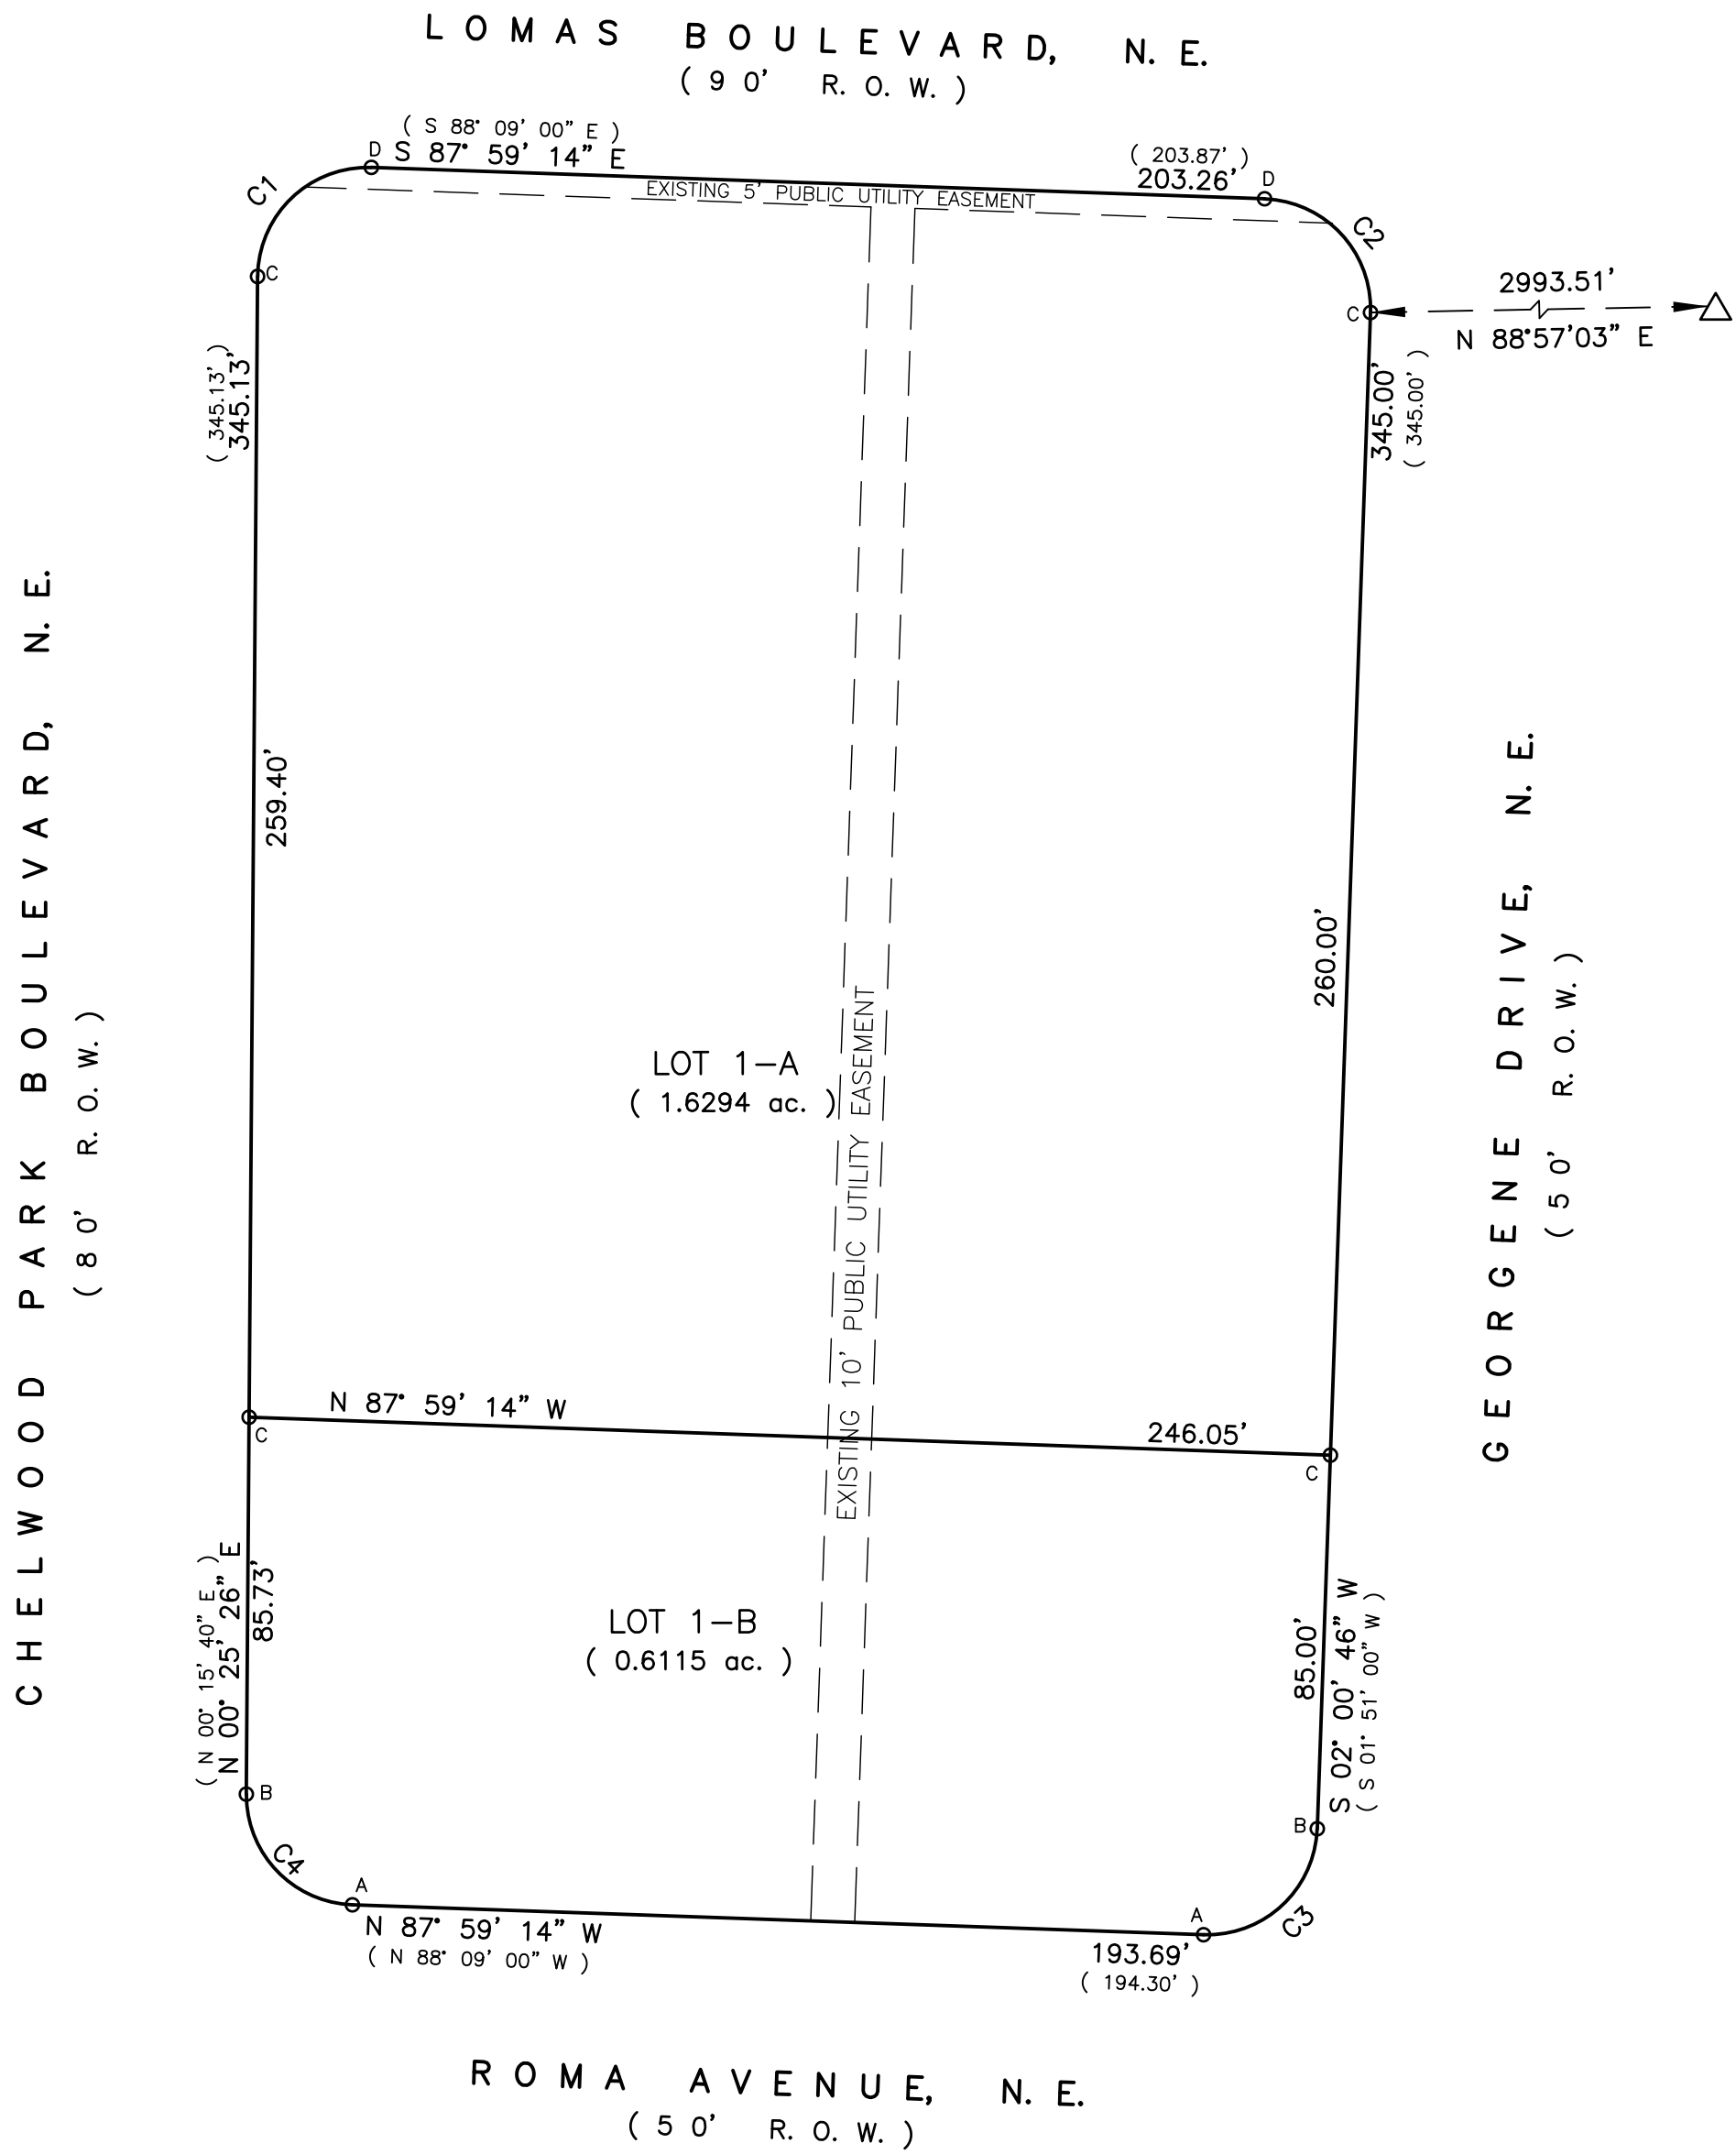 LOMAS BOULEVARD, N. E.
( 90' R. O. W. )
( S 88° 09' 00" E )
S 87° 59' 14" E
( 203.87' )
203.26'
D
D
C1
C2
EXISTING 5' PUBLIC UTILITY EASEMENT
C
C
2993.51'
N 88°57'03" E
( 345.13' )
345.13'
345.00'
( 345.00' )
259.40'
260.00'
CHELWOOD PARK BOULEVARD, N. E.
( 80' R. O. W. )
GEORGENE DRIVE, N. E.
( 50' R. O. W. )
LOT 1-A
( 1.6294 ac. )
EXISTING 10' PUBLIC UTILITY EASEMENT
N 87° 59' 14" W
246.05'
C
C
( N 00° 15' 40" E )
N 00° 25' 26" E
85.73'
LOT 1-B
( 0.6115 ac. )
85.00'
S 02° 00' 46" W
( S 01° 51' 00" W )
B
B
C4
C3
A
A
N 87° 59' 14" W
( N 88° 09' 00" W )
193.69'
( 194.30' )
ROMA AVENUE, N. E.
( 50' R. O. W. )